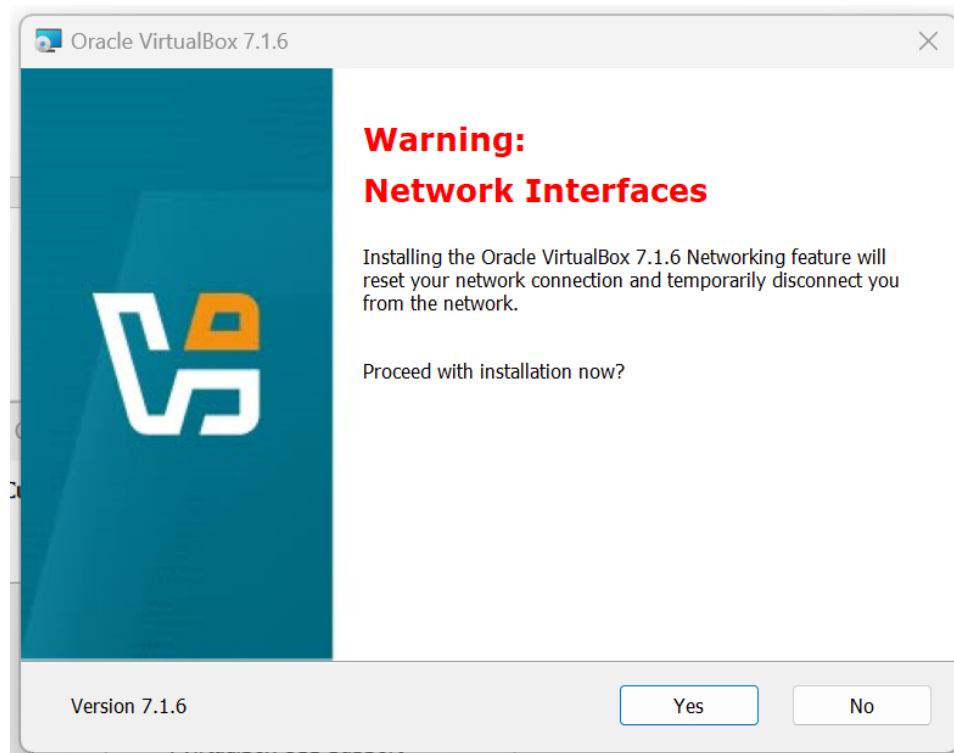 Oracle VirtualBox 7.1.6
Warning:
Network Interfaces
Installing the Oracle VirtualBox 7.1.6 Networking feature will
reset your network connection and temporarily disconnect you
from the network.
Proceed with installation now?
Version 7.1.6
Yes
No